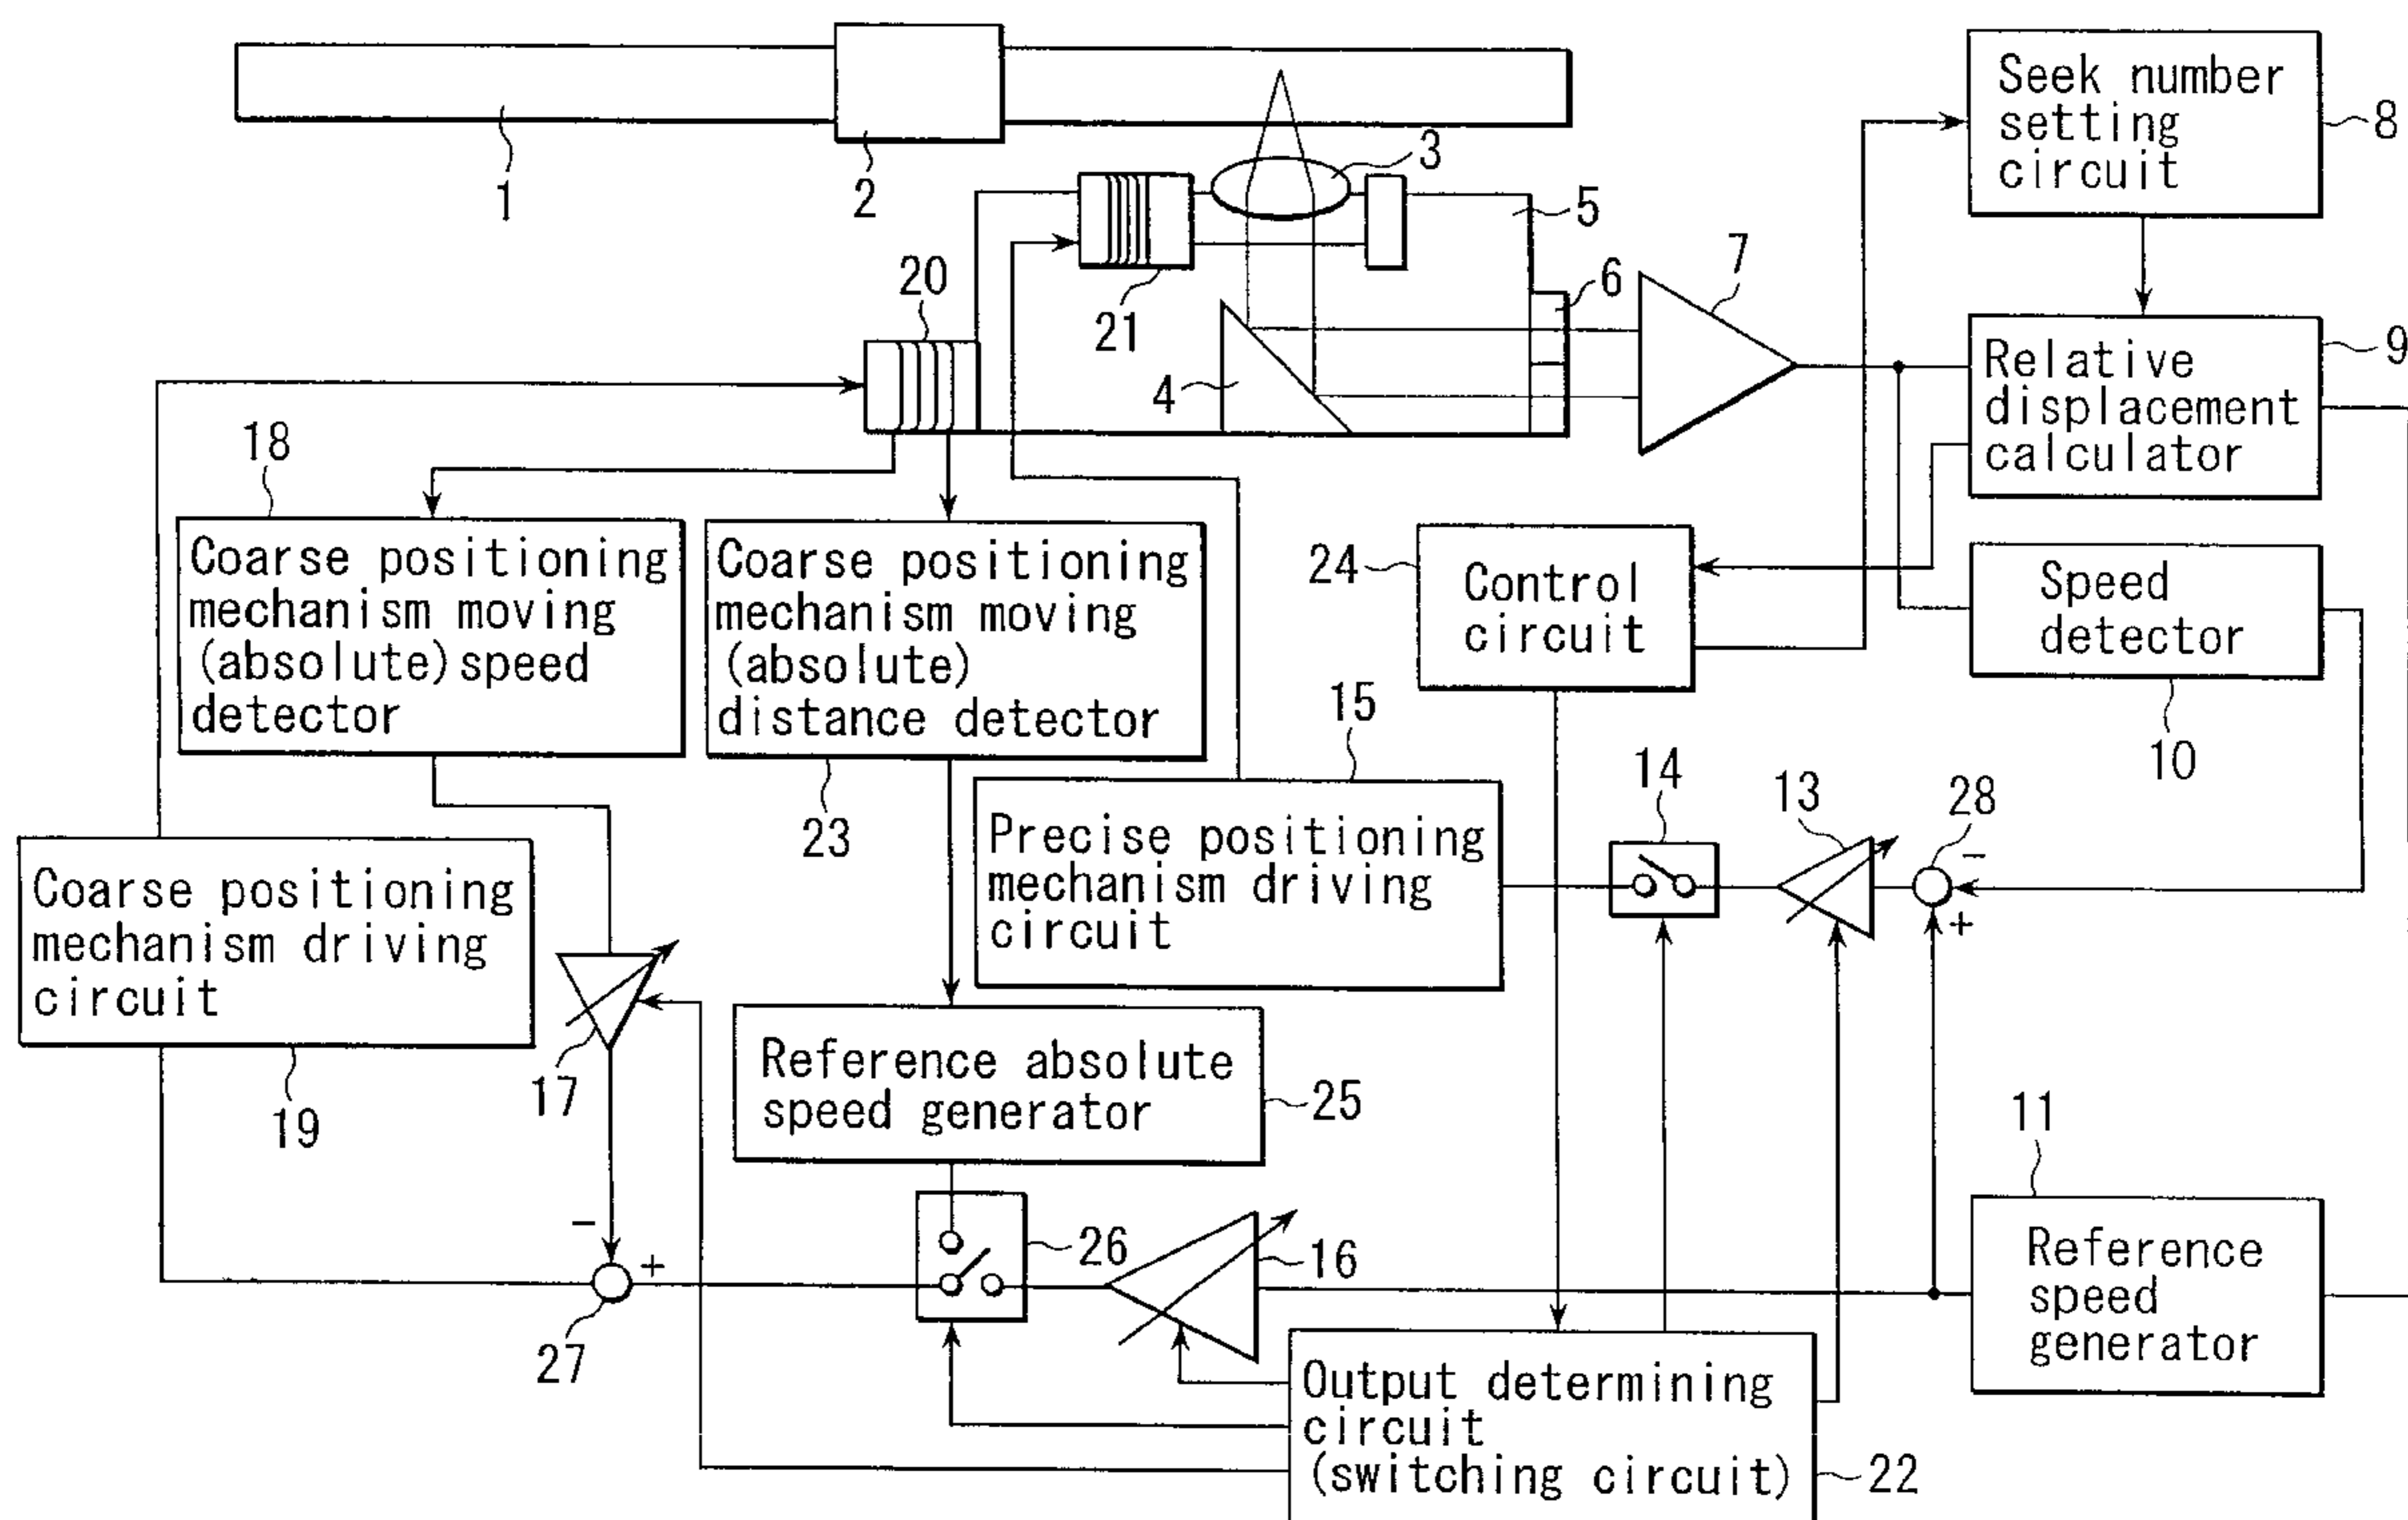 1
2
3
5
Seek number
setting
circuit
8
20
21
4
6
7
Relative
displacement
calculator
9
18
Coarse positioning
mechanism moving
(absolute)speed
detector
Coarse positioning
mechanism moving
(absolute)
distance detector
23
24
Control
circuit
Speed
detector
10
15
Precise positioning
mechanism driving
circuit
14
13
28
−
+
Coarse positioning
mechanism driving
circuit
19
17
Reference absolute
speed generator
25
11
Reference
speed
generator
−
+
27
26
16
Output determining
circuit
(switching circuit)
22